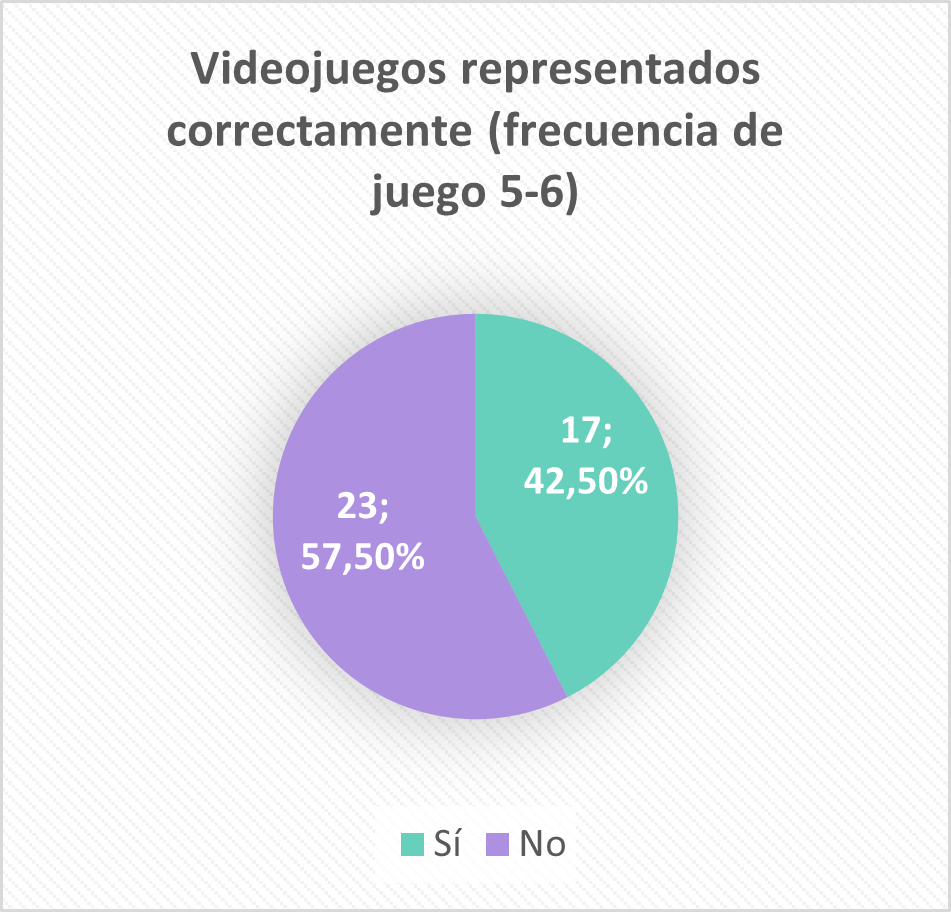 Videojuegos representados
correctamente (frecuencia de
juego 5-6)
17;
42,50%
23;
57,50%
Sí No